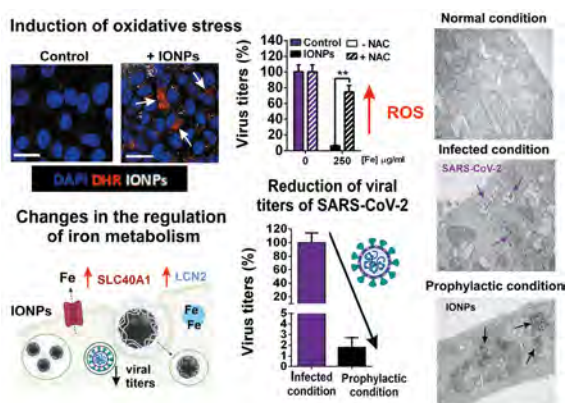 Induction of oxidative stress
Control
+ IONPs
DAPI DHR IONPs
Virus titers (%)
120
100
80
60
40
20
0
Control
IONPs
- NAC
+ NAC
**
ROS
0
250
[Fe] µg/ml
Changes in the regulation
of iron metabolism
Fe
SLC40A1
LCN2
IONPs
Fe
Fe
viral
titers
Reduction of viral
titers of SARS-CoV-2
Virus titers (%)
120
100
80
60
40
20
5
4
3
2
1
0
Infected
condition
Prophylactic
condition
Normal condition
Infected condition
SARS-CoV-2
Prophylactic condition
IONPs